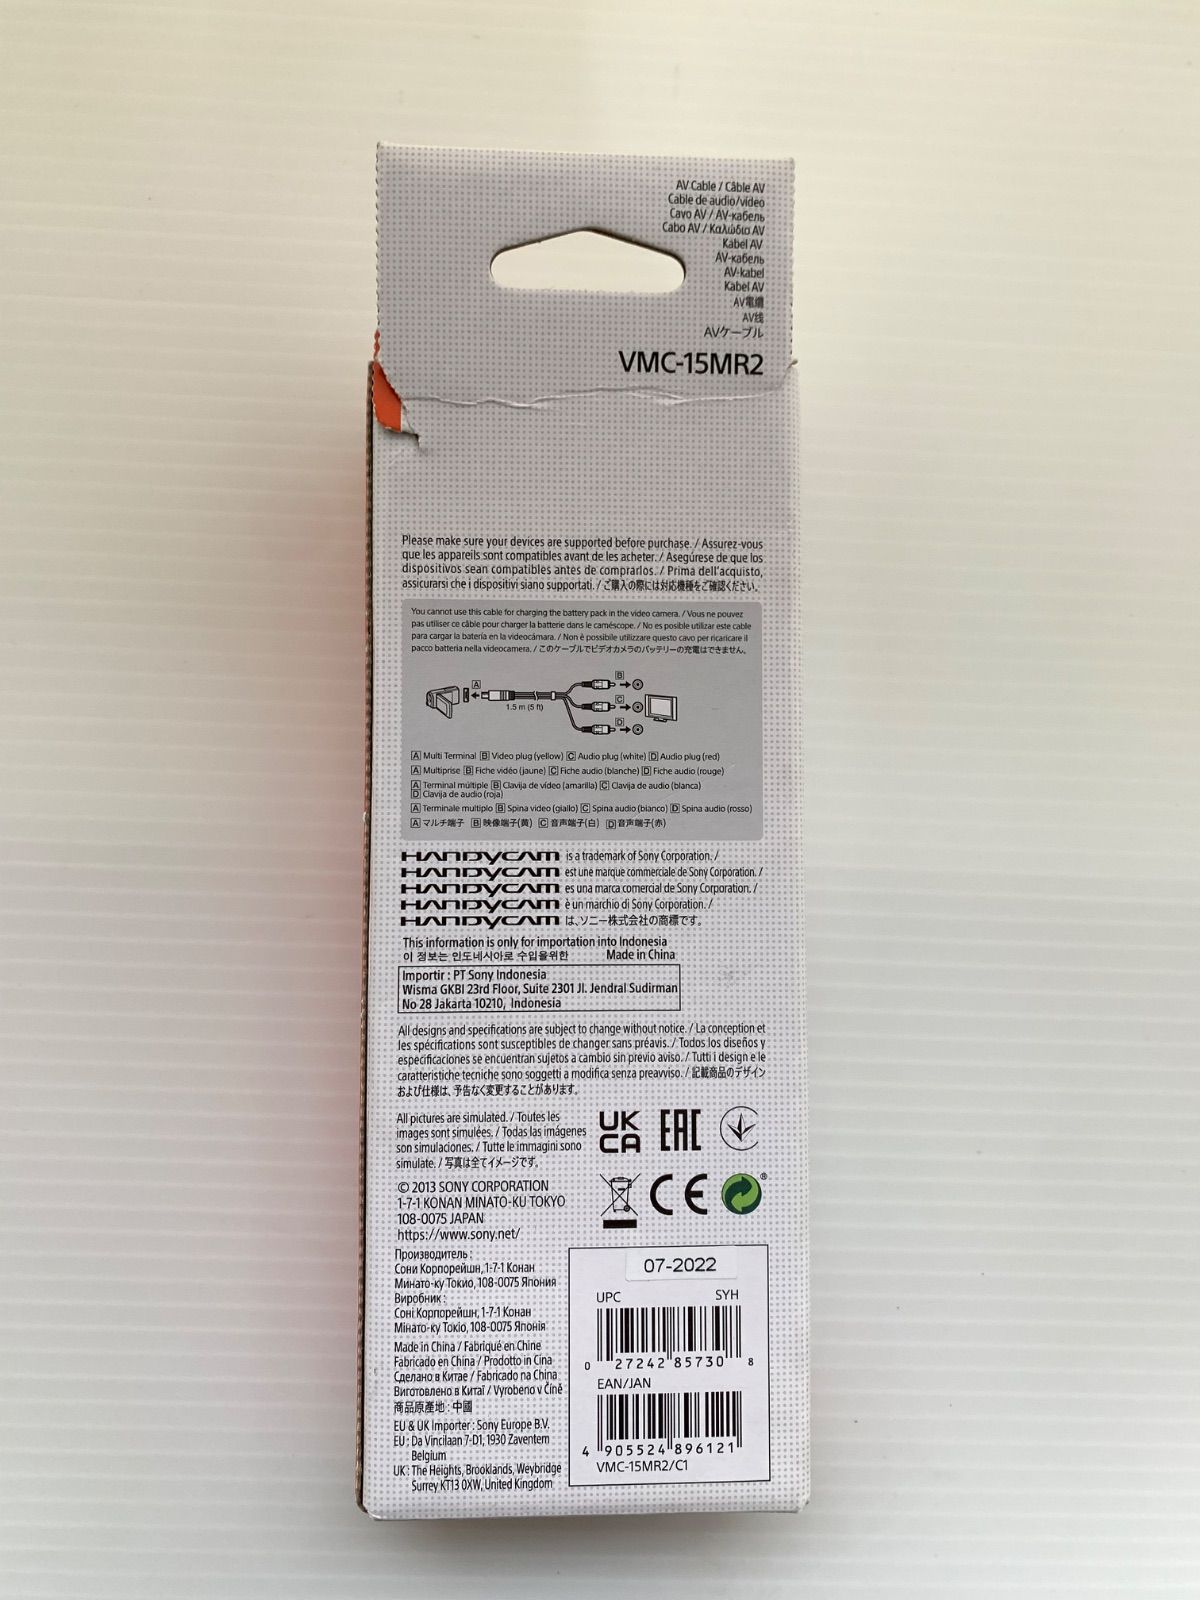 AV Cable / Câble AV
Cable de audio/vídeo
Cavo AV / AV-кабель
Cabo AV / Καλώδιο AV
Kabel AV
AV-кабель
AV-kabel
Kabel AV
AV電纜
AV线
AVケーブル
VMC-15MR2
Please make sure your devices are supported before purchase. / Assurez-vous
que les appareils sont compatibles avant de les acheter. / Asegúrese de que los
dispositivos sean compatibles antes de comprarlos. / Prima dell'acquisto,
assicurarsi che i dispositivi siano supportati. / ご購入の際には対応機種をご確認ください。
You cannot use this cable for charging the battery pack in the video camera. / Vous ne pouvez
pas utiliser ce câble pour charger la batterie dans le caméscope. / No es posible utilizar este cable
para cargar la batería en la videocámara. / Non è possibile utilizzare questo cavo per ricaricare il
pacco batteria nella videocamera. / このケーブルでビデオカメラのバッテリーの充電はできません。
A
B
C
D
1.5 m (5 ft)
A Multi Terminal B Video plug (yellow) C Audio plug (white) D Audio plug (red)
A Multiprise B Fiche vidéo (jaune) C Fiche audio (blanche) D Fiche audio (rouge)
A Terminal múltiple B Clavija de vídeo (amarilla) C Clavija de audio (blanca)
D Clavija de audio (roja)
A Terminale multiplo B Spina video (giallo) C Spina audio (bianco) D Spina audio (rosso)
A マルチ端子 B 映像端子(黄) C 音声端子(白) D 音声端子(赤)
HANDYCAM is a trademark of Sony Corporation. /
HANDYCAM est une marque commerciale de Sony Corporation. /
HANDYCAM es una marca comercial de Sony Corporation. /
HANDYCAM è un marchio di Sony Corporation. /
HANDYCAM は、ソニー株式会社の商標です。
This information is only for importation into Indonesia
이 정보는 인도네시아로 수입을위한 Made in China
Importir : PT Sony Indonesia
Wisma GKBI 23rd Floor, Suite 2301 Jl. Jendral Sudirman
No 28 Jakarta 10210, Indonesia
All designs and specifications are subject to change without notice. / La conception et
les spécifications sont susceptibles de changer sans préavis. / Todos los diseños y
especificaciones se encuentran sujetos a cambio sin previo aviso. / Tutti i design e le
caratteristiche tecniche sono soggetti a modifica senza preavviso. / 記載商品のデザイン
および仕様は、予告なく変更することがあります。
All pictures are simulated. / Toutes les
images sont simulées. / Todas las imágenes
son simulaciones. / Tutte le immagini sono
simulate. / 写真は全てイメージです。
UK
CA
EAC
CE
®
© 2013 SONY CORPORATION
1-7-1 KONAN MINATO-KU TOKYO
108-0075 JAPAN
https://www.sony.net/
Производитель :
Сони Корпорейшн, 1-7-1 Конан
Минато-ку Токио, 108-0075 Япония
Виробник :
Соні Корпорейшн, 1-7-1 Конан
Мінато-ку Токіо, 108-0075 Японія
Made in China / Fabriqué en Chine
Fabricado en China / Prodotto in Cina
Сделано в Китае / Fabricado na China
Виготовлено в Китаї / Vyrobeno v Číně
商品原產地 : 中國
EU & UK Importer : Sony Europe B.V.
EU : Da Vincilaan 7-D1, 1930 Zaventem
Belgium
UK : The Heights, Brooklands, Weybridge
Surrey KT13 0XW, United Kingdom
07-2022
UPC SYH
0 27242 85730 8
EAN/JAN
4 905524 896121
VMC-15MR2/C1